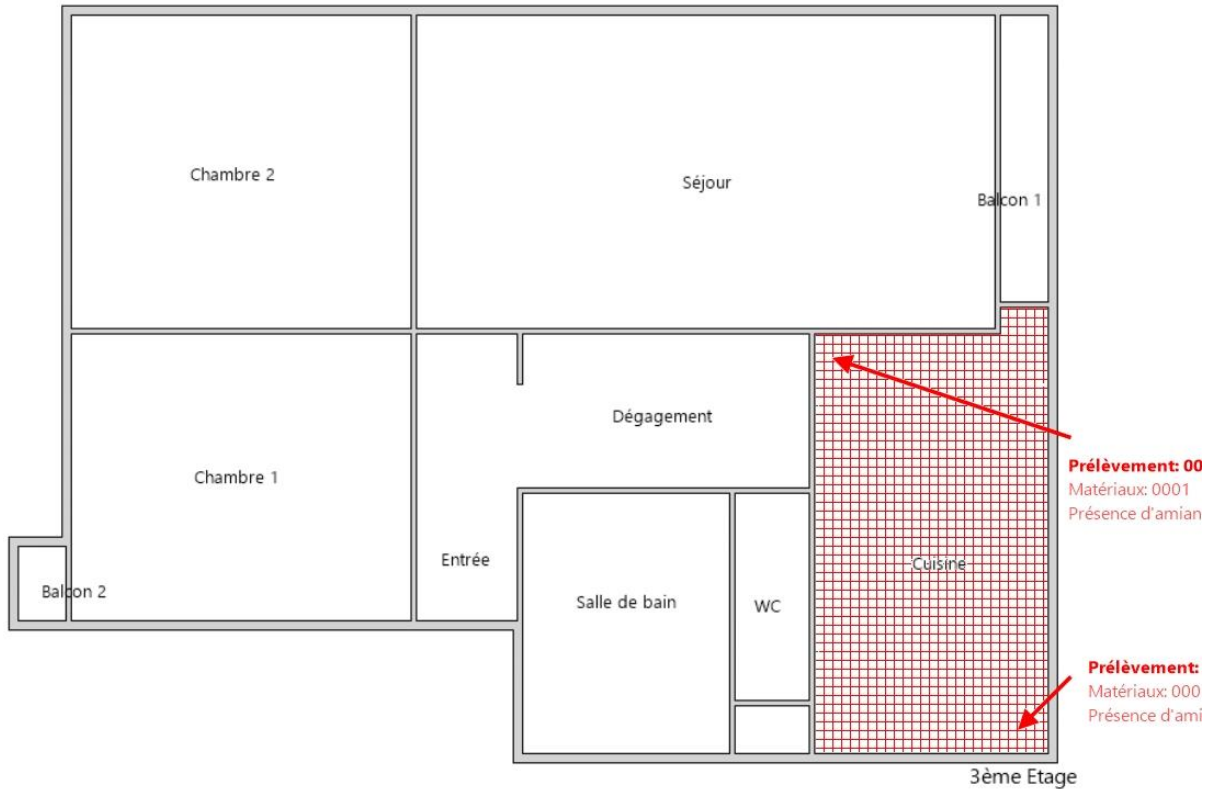 Chambre 2
Séjour
Balcon 1
Dégagement
Prélèvement: 00
Matériaux: 0001
Présence d'amian
Chambre 1
Entrée
Cuisine
Balcon 2
Salle de bain
WC
Prélèvement:
Matériaux: 000
Présence d'ami
3ème Etage